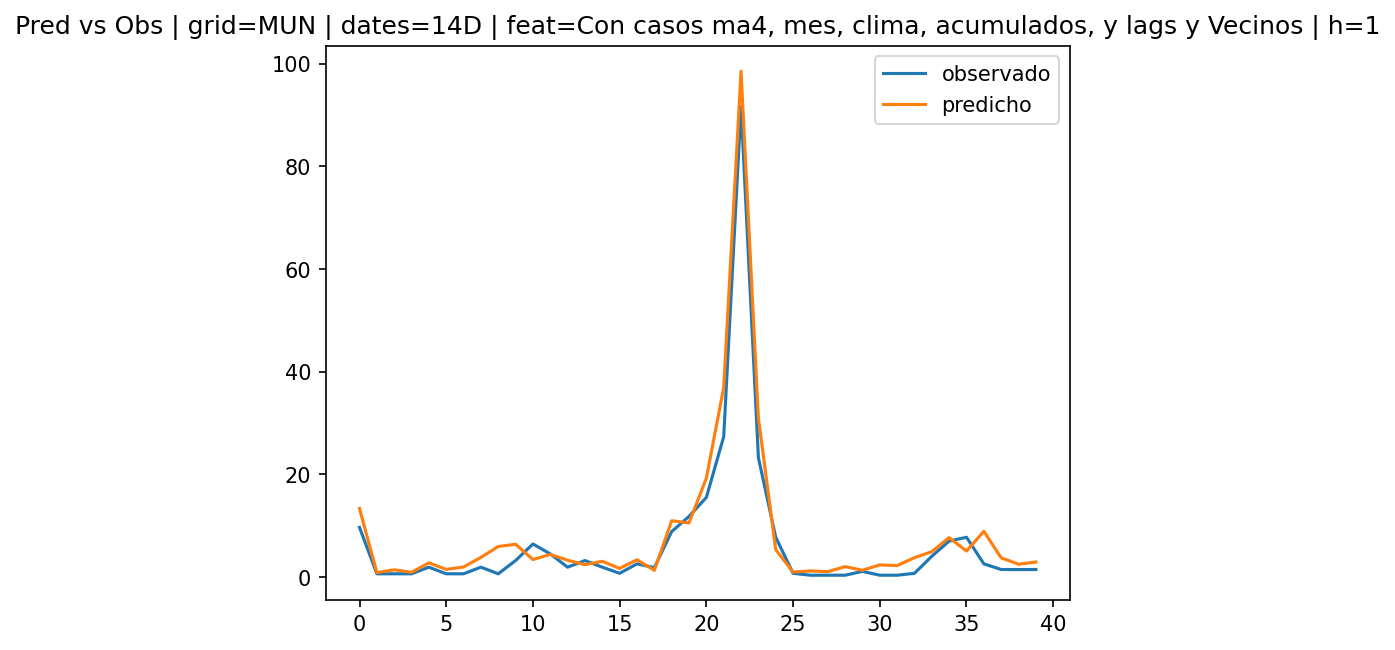 Pred vs Obs | grid=MUN | dates=14D | feat=Con casos ma4, mes, clima, acumulados, y lags y Vecinos | h=1
observado
predicho
100
80
60
40
20
0
0 5 10 15 20 25 30 35 40